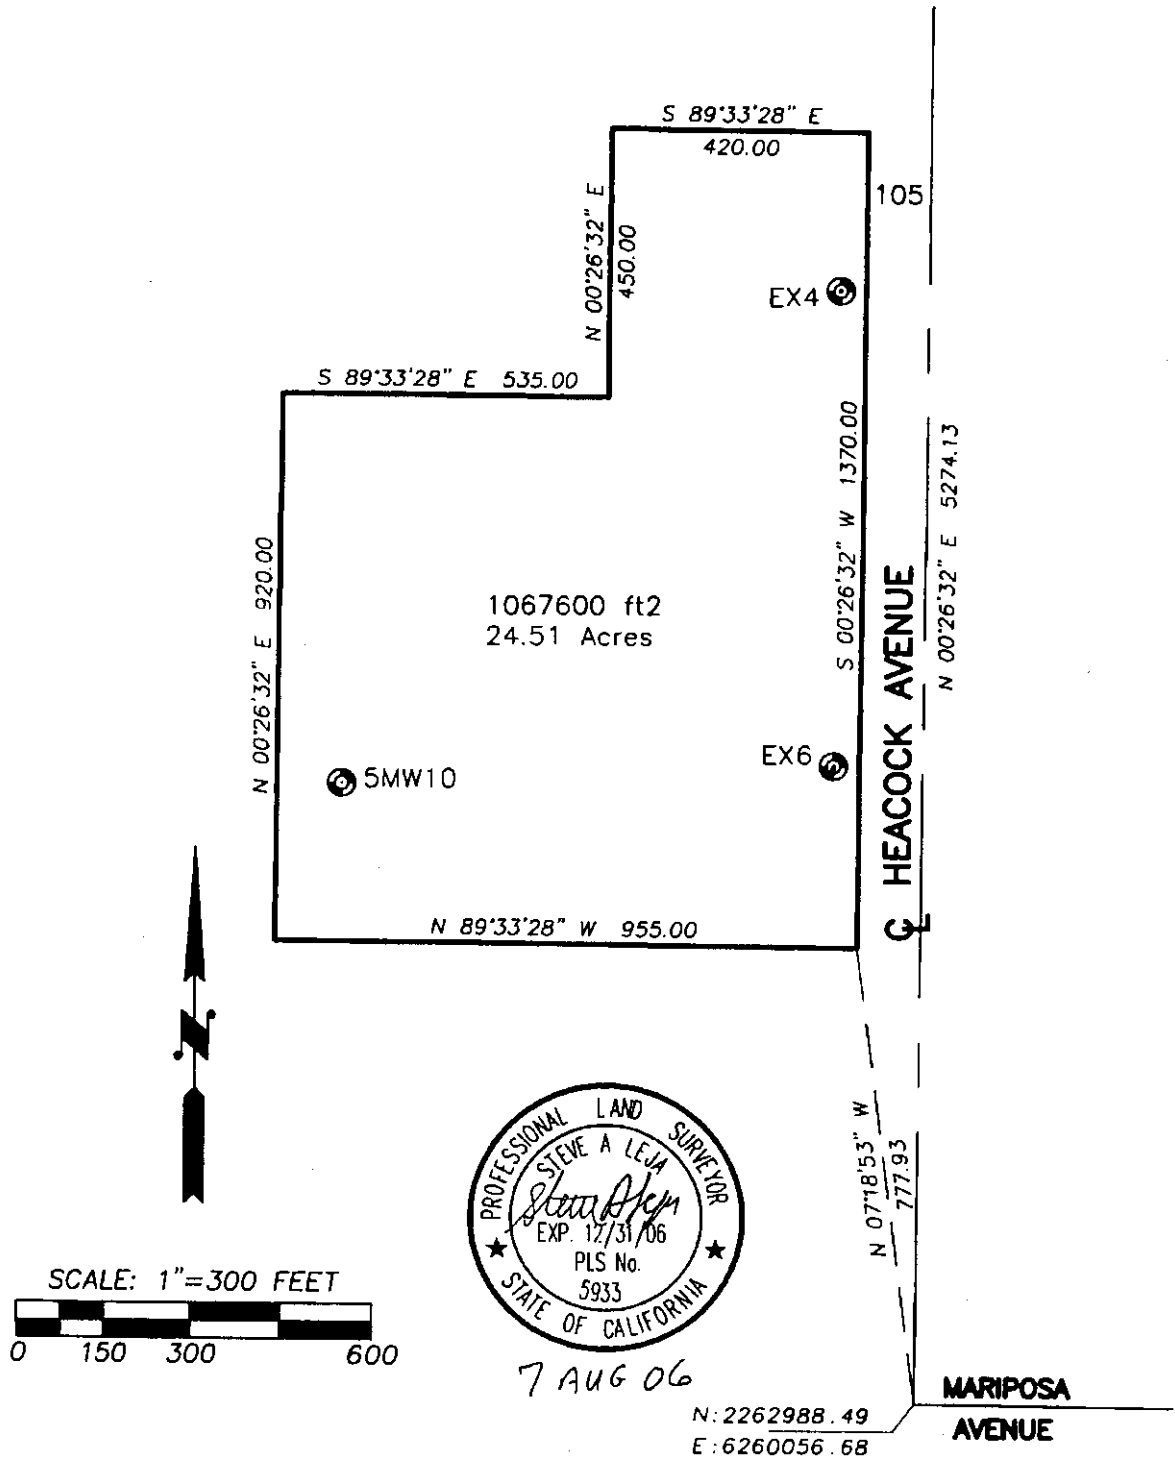 S 89°33'28" E
420.00
105
N 00°26'32" E
450.00
EX4
S 89°33'28" E 535.00
S 00°26'32" W 1370.00
N 00°26'32" E 5274.13
N 00°26'32" E 920.00
1067600 ft2
24.51 Acres
HEACOCK AVENUE
EX6
5MW10
N 89°33'28" W 955.00
N
N 07°18'53" W
777.93
PROFESSIONAL LAND SURVEYOR
STEVE A LEJA
EXP. 12/31/06
PLS No.
5933
STATE OF CALIFORNIA
SCALE: 1"=300 FEET
0 150 300 600
7 AUG 06
MARIPOSA
AVENUE
N:2262988.49
E:6260056.68